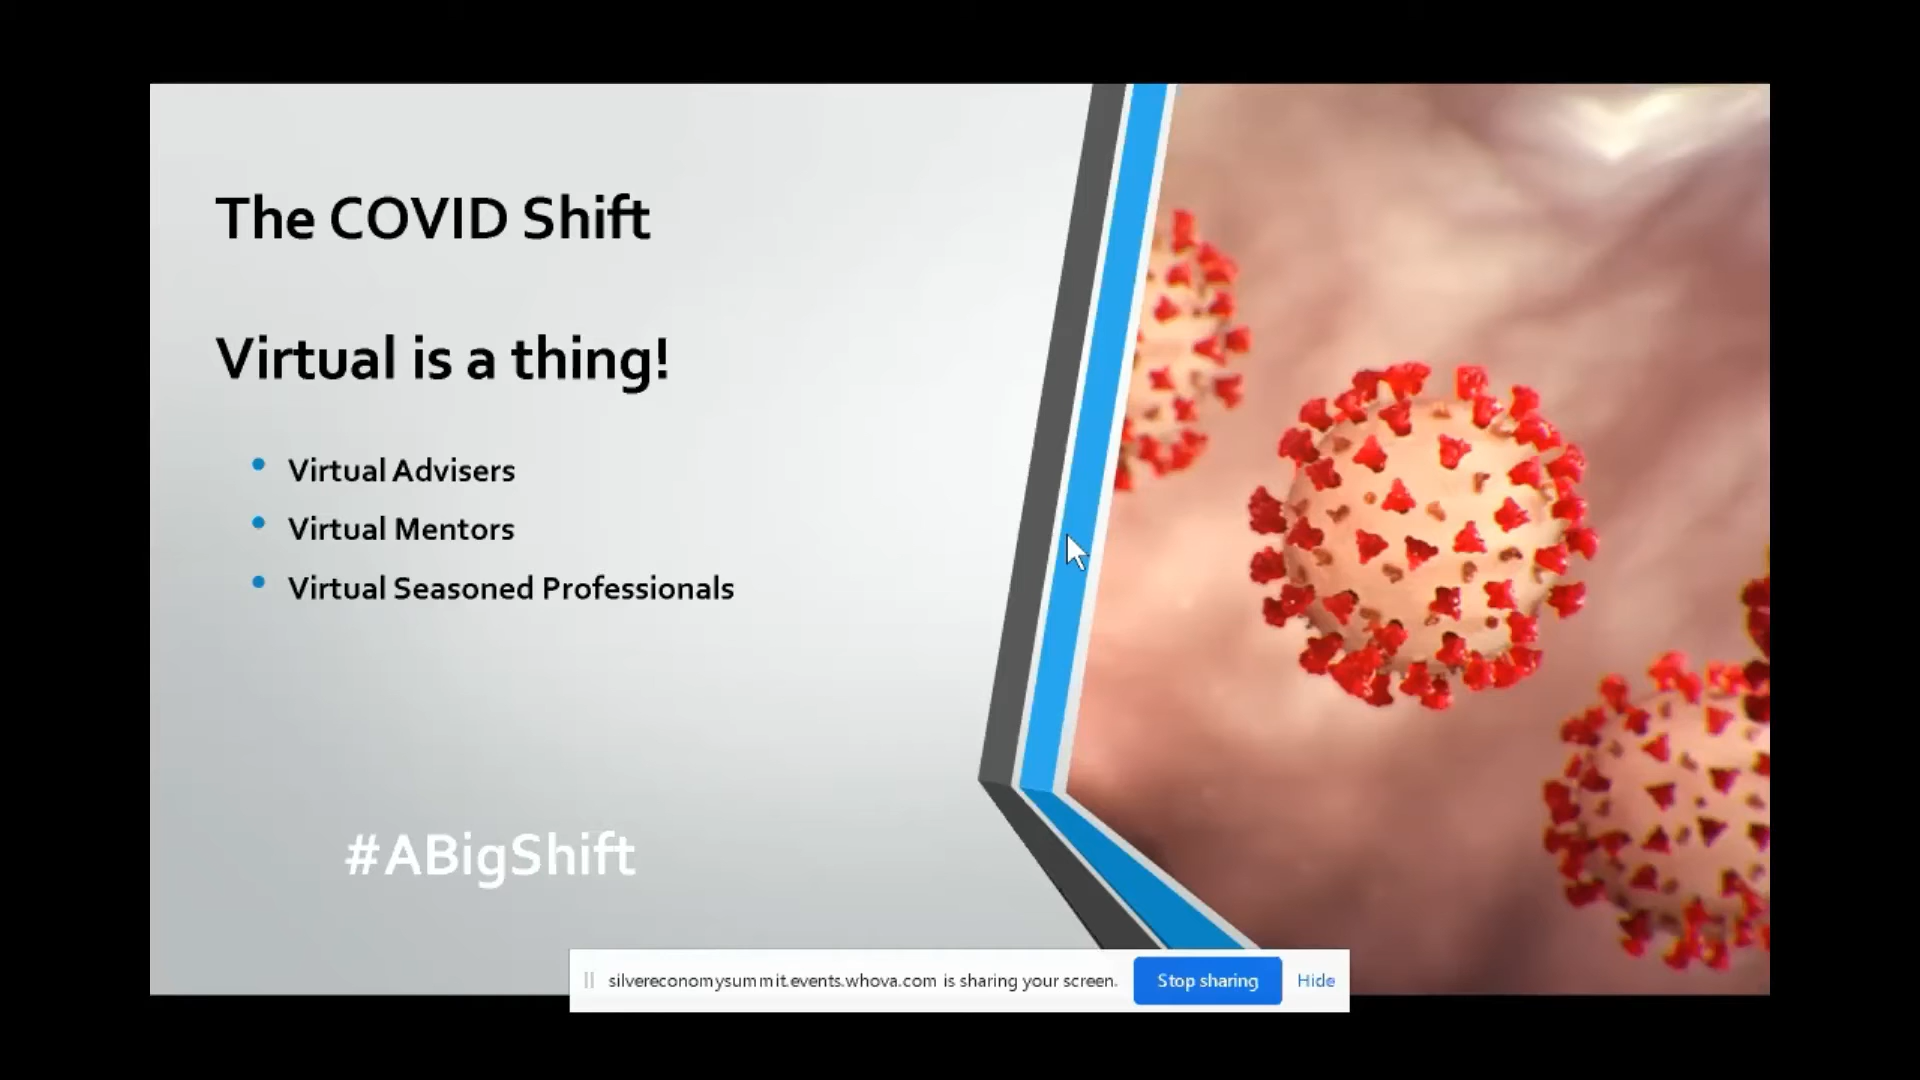 The COVID Shift
Virtual is a thing!
Virtual Advisers
Virtual Mentors
Virtual Seasoned Professionals
#ABigShift
silvereconomysummit.events.whova.com is sharing your screen.
Stop sharing
Hide